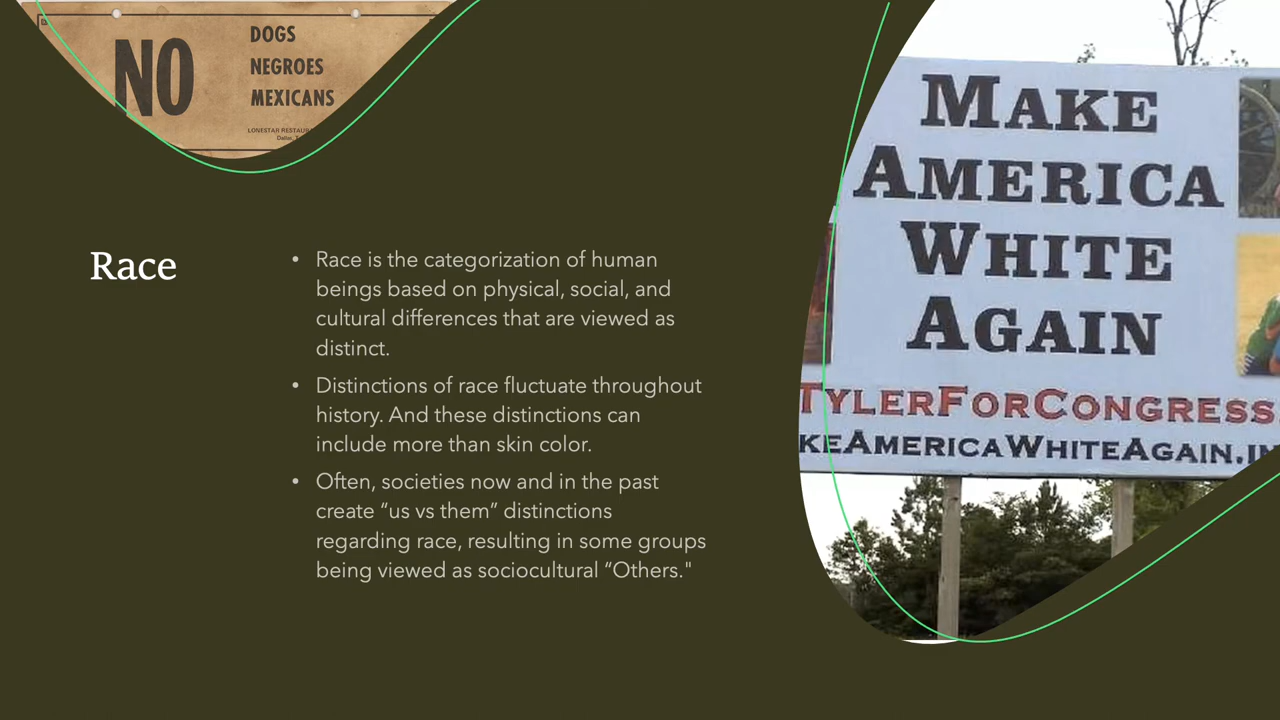 NO
DOGS
NEGROES
MEXICANS
Race
• Race is the categorization of human
beings based on physical, social, and
cultural differences that are viewed as
distinct.
• Distinctions of race fluctuate throughout
history. And these distinctions can
include more than skin color.
• Often, societies now and in the past
create “us vs them” distinctions
regarding race, resulting in some groups
being viewed as sociocultural “Others."
MAKE
AMERICA
WHITE
AGAIN
TYLERFORCONGRESS
KEAMERICAWHITEAGAIN.